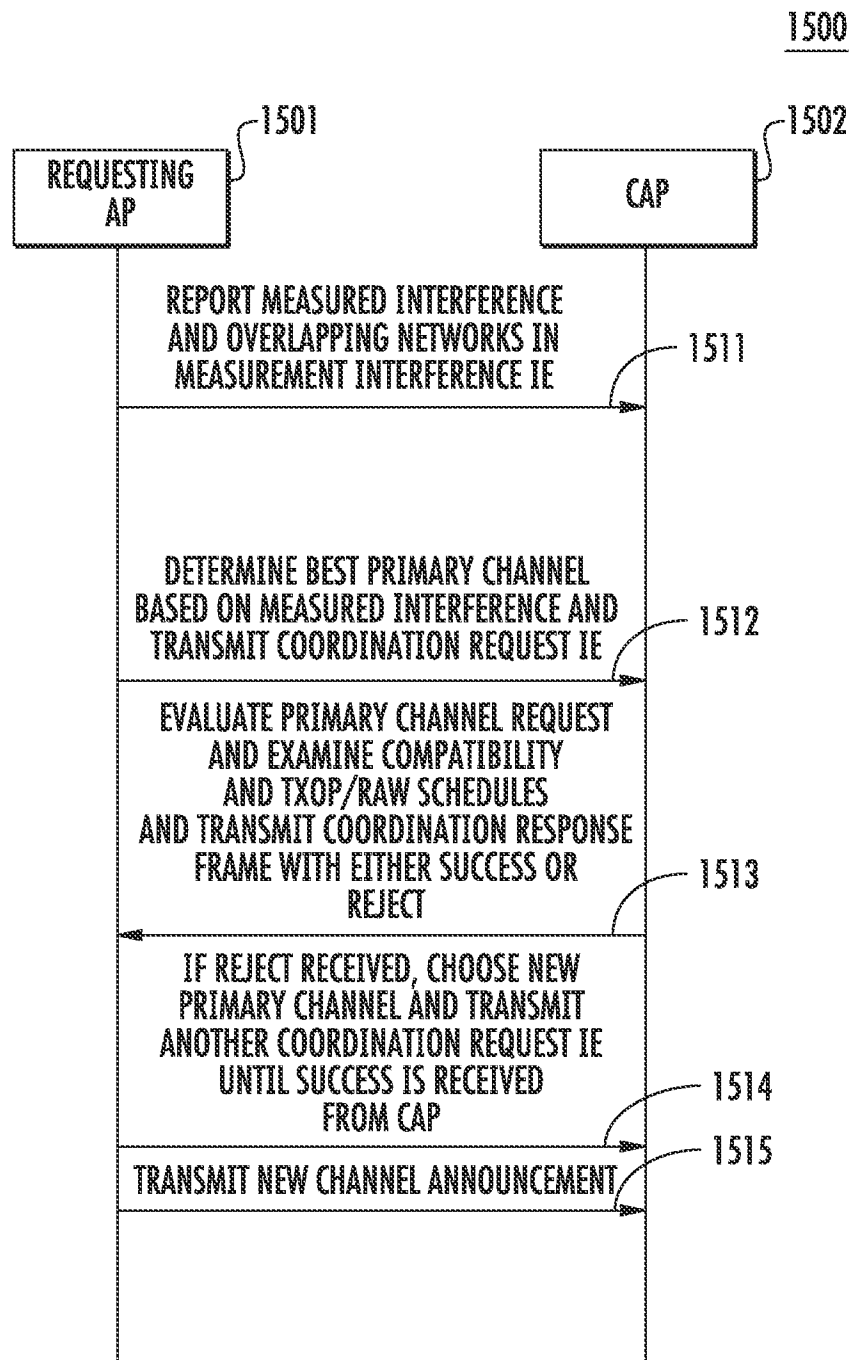 1500
1501
1502
REQUESTING
AP
CAP
REPORT MEASURED INTERFERENCE
AND OVERLAPPING NETWORKS IN
MEASUREMENT INTERFERENCE IE
1511
DETERMINE BEST PRIMARY CHANNEL
BASED ON MEASURED INTERFERENCE AND
TRANSMIT COORDINATION REQUEST IE
1512
EVALUATE PRIMARY CHANNEL REQUEST
AND EXAMINE COMPATIBILITY
AND TXOP/RAW SCHEDULES
AND TRANSMIT COORDINATION RESPONSE
FRAME WITH EITHER SUCCESS OR
REJECT
1513
IF REJECT RECEIVED, CHOOSE NEW
PRIMARY CHANNEL AND TRANSMIT
ANOTHER COORDINATION REQUEST IE
UNTIL SUCCESS IS RECEIVED
FROM CAP
1514
1515
TRANSMIT NEW CHANNEL ANNOUNCEMENT